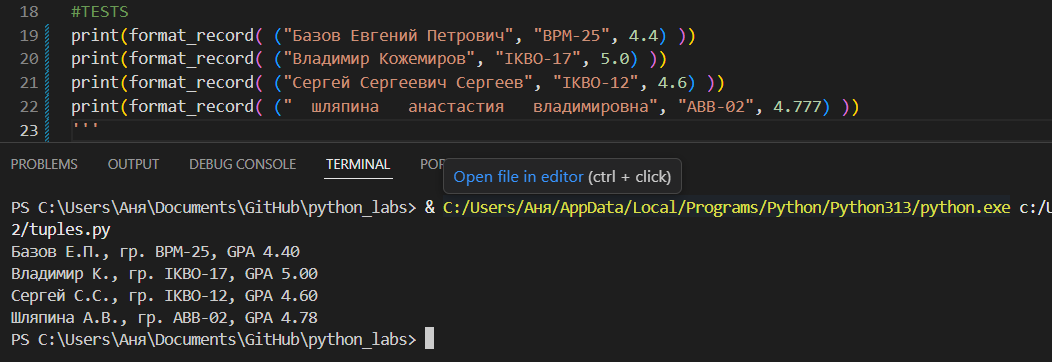 18 #TESTS
19 print(format_record( ("Базов Евгений Петрович", "BPM-25", 4.4) ))
20 print(format_record( ("Владимир Кожемиров", "IKBO-17", 5.0) ))
21 print(format_record( ("Сергей Сергеевич Сергеев", "IKBO-12", 4.6) ))
22 print(format_record( ("  шляпина   анастастия   владимировна", "ABB-02", 4.777) ))
23 '''
PROBLEMS OUTPUT DEBUG CONSOLE TERMINAL
Open file in editor (ctrl + click)
PS C:\Users\Аня\Documents\GitHub\python_labs> & C:/Users/Аня/AppData/Local/Programs/Python/Python313/python.exe c:/
2/tuples.py
Базов Е.П., гр. BPM-25, GPA 4.40
Владимир К., гр. IKBO-17, GPA 5.00
Сергей С.С., гр. IKBO-12, GPA 4.60
Шляпина А.В., гр. ABB-02, GPA 4.78
PS C:\Users\Аня\Documents\GitHub\python_labs>